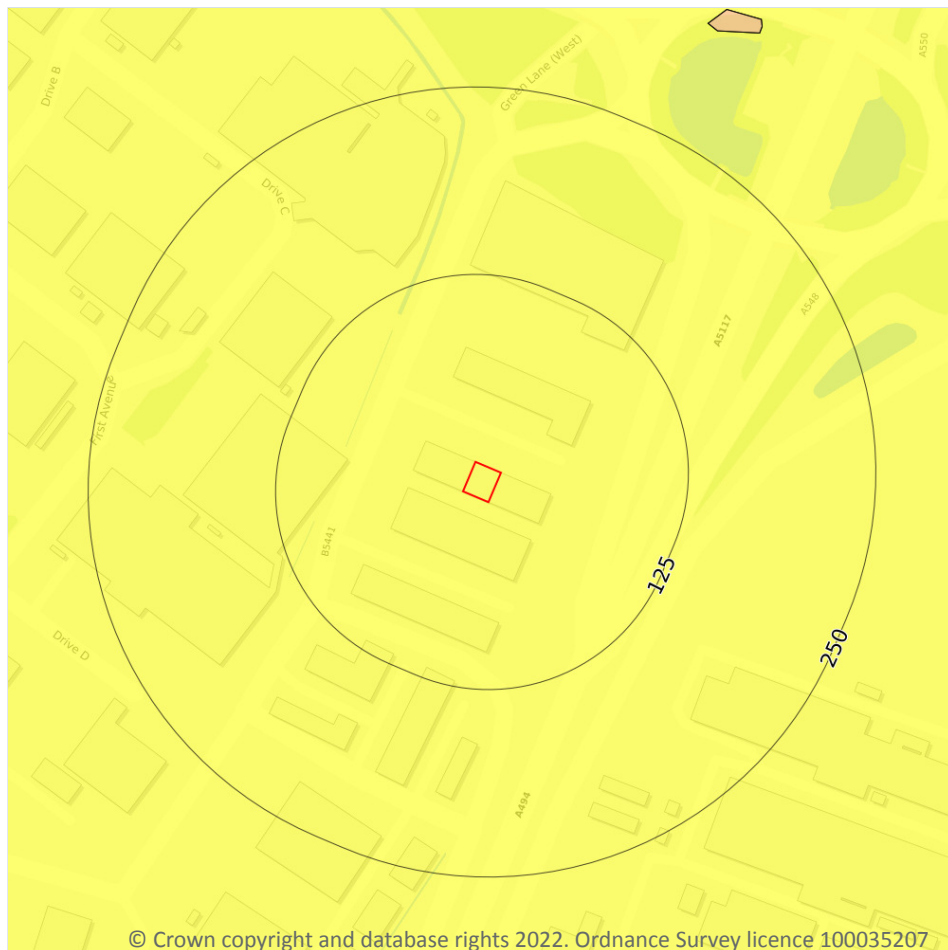 A550
Green Lane (West)
Drive B
Drive C
A548
A5117
First Avenue
B5441
125
250
Drive D
A494
© Crown copyright and database rights 2022. Ordnance Survey licence 100035207